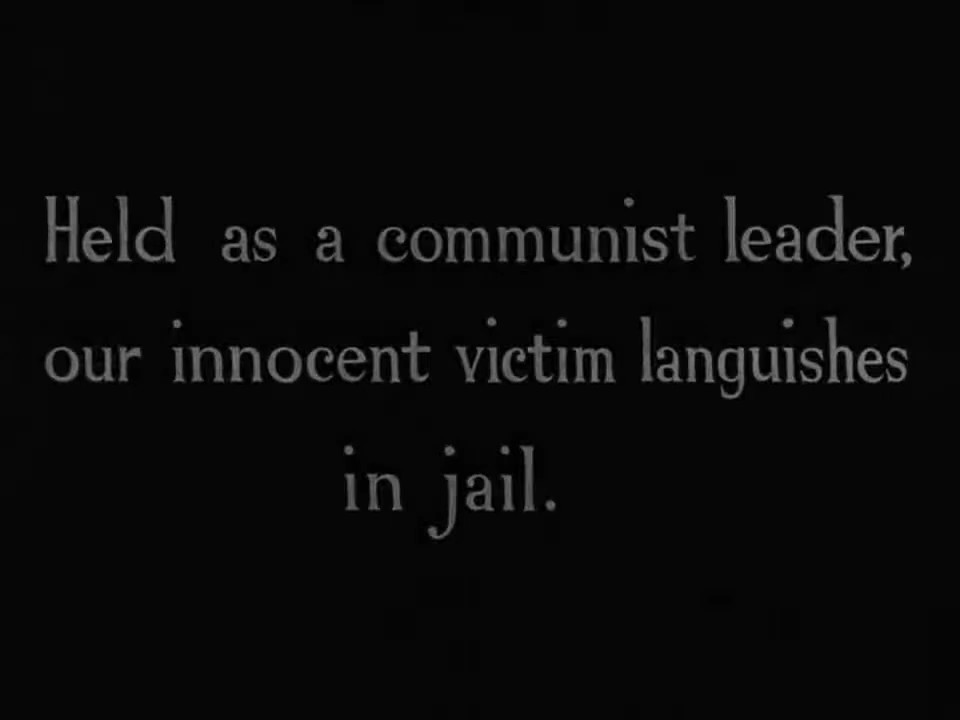 Held as a communist leader,
our innocent victim languishes
in jail.